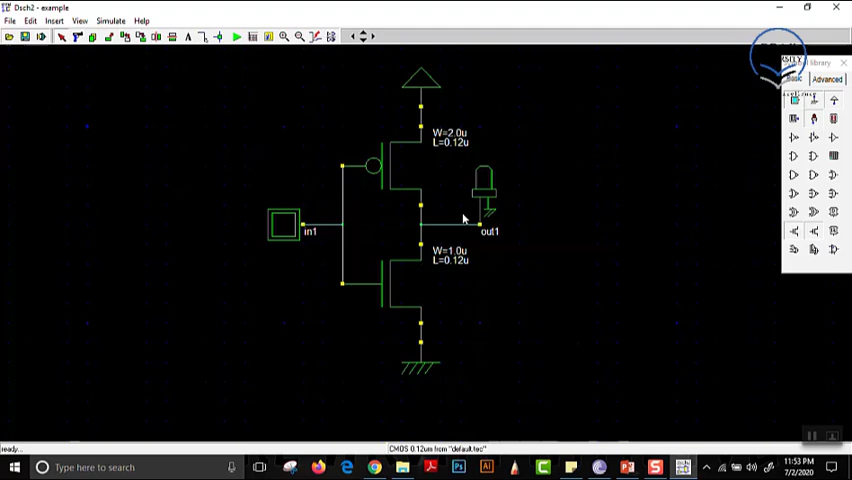 Dsch2 - example
File Edit Insert View Simulate Help
Basic Advanced
W=2.0u
L=0.12u
in1
out1
W=1.0u
L=0.12u
ready...
CMOS 0.12um from "default.tec"
Type here to search
11:53 PM
7/2/2020